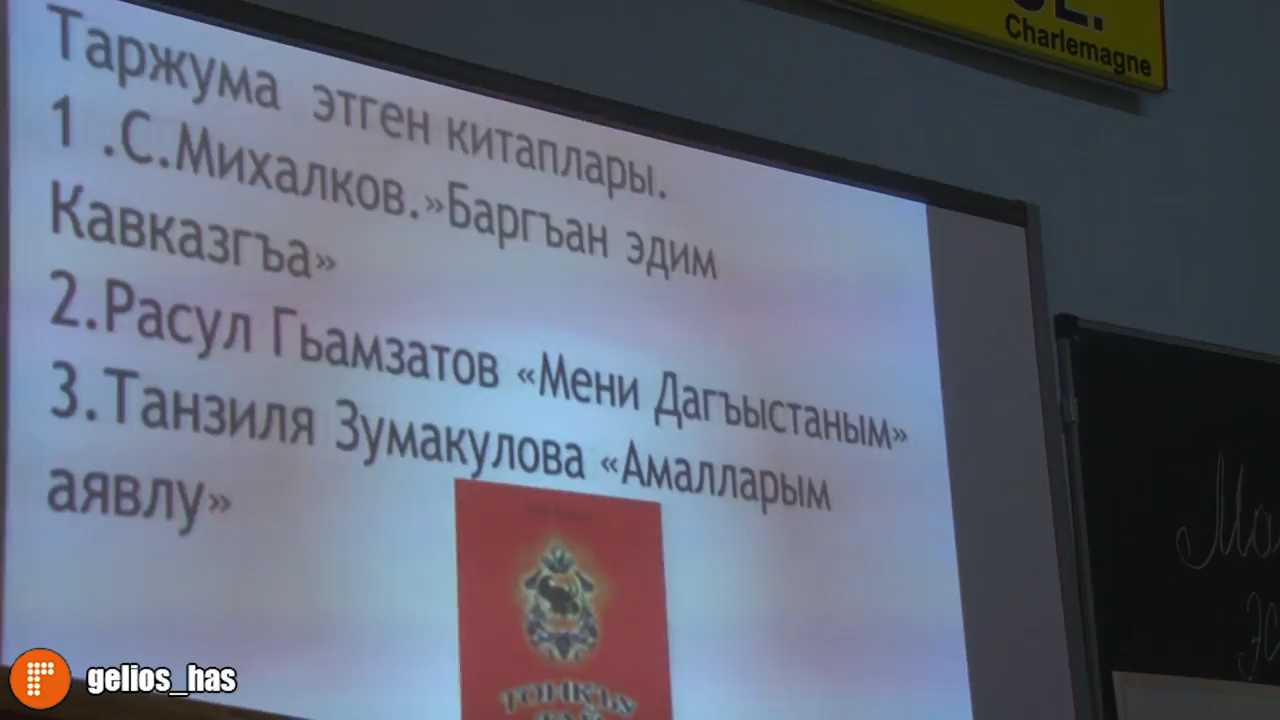 Charlemagne
Таржума этген китаплары.
1 .С.Михалков.»Баргъан эдим
Кавказгъа»
2.Расул Гьамзатов «Мени Дагъыстаным»
3.Танзиля Зумакулова «Амалларым
аявлу»
gelios_has